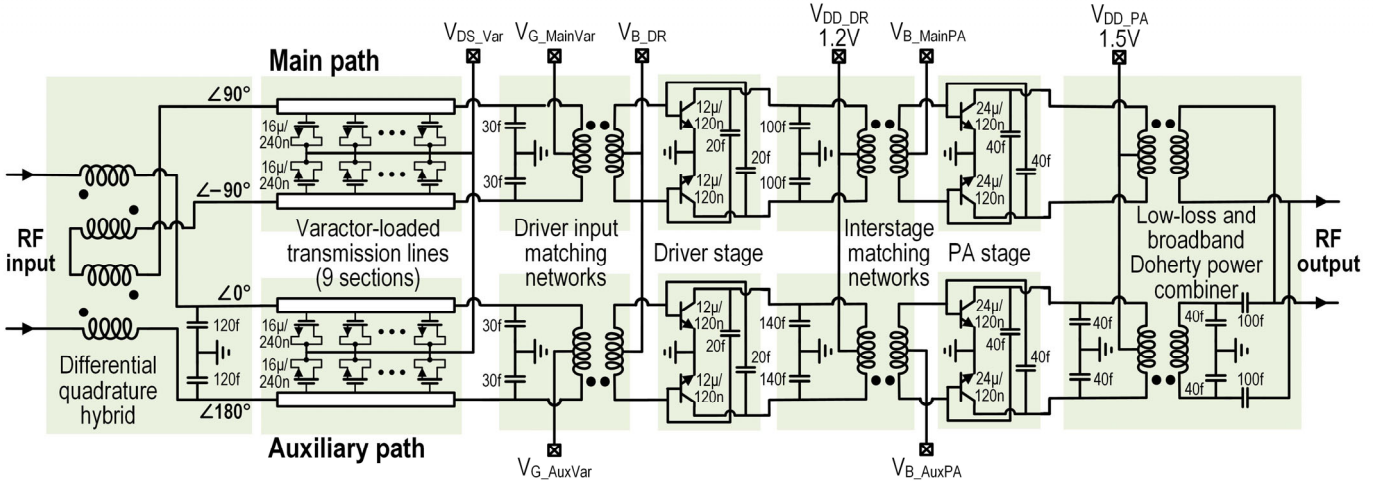 V_DS_Var
V_G_MainVar
V_B_DR
V_DD_DR
1.2V
V_B_MainPA
V_DD_PA
1.5V
Main path
∠90°
∠−90°
RF
input
∠0°
∠180°
120f
120f
Differential
quadrature
hybrid
16µ/
240n
16µ/
240n
Varactor-loaded
transmission lines
(9 sections)
16µ/
240n
16µ/
240n
Auxiliary path
30f
30f
Driver input
matching
networks
30f
30f
V_G_AuxVar
12µ/
120n
20f
20f
12µ/
120n
Driver stage
12µ/
120n
20f
20f
12µ/
120n
100f
100f
Interstage
matching
networks
140f
140f
V_B_AuxPA
24µ/
120n
40f
40f
24µ/
120n
PA stage
24µ/
120n
40f
40f
24µ/
120n
Low-loss and
broadband
Doherty power
combiner
40f
40f
40f
100f
40f
100f
RF
output